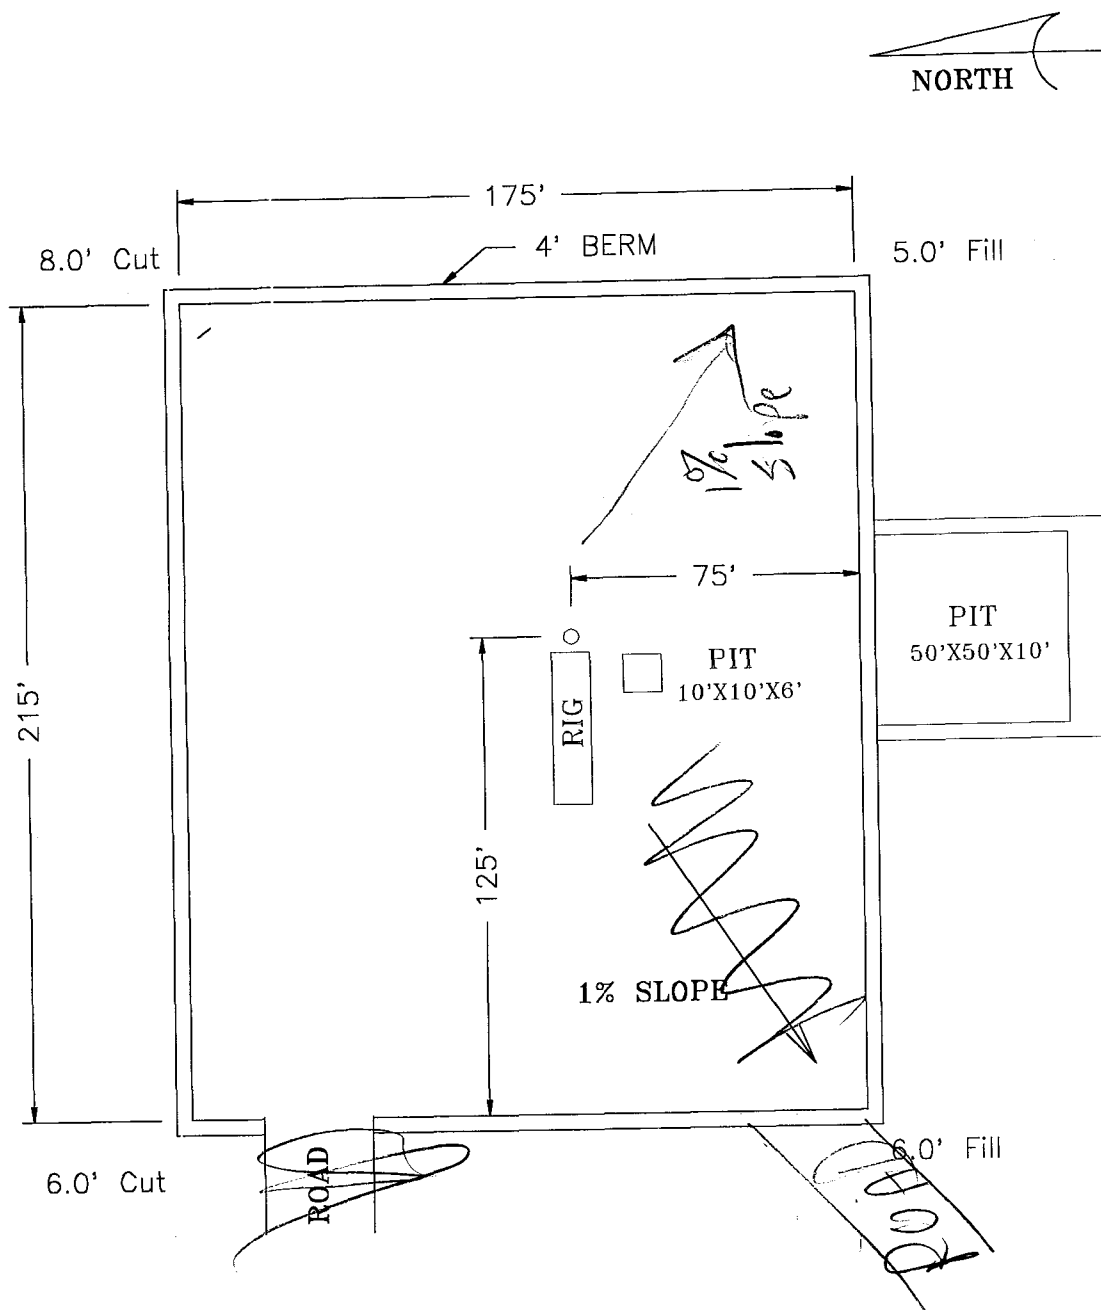 NORTH
175'
4' BERM
8.0' Cut
5.0' Fill
1%
Slope
75'
PIT
50'X50'X10'
PIT
10'X10'X6'
RIG
215'
125'
1% SLOPE
6.0' Cut
ROAD
6.0' Fill
Road